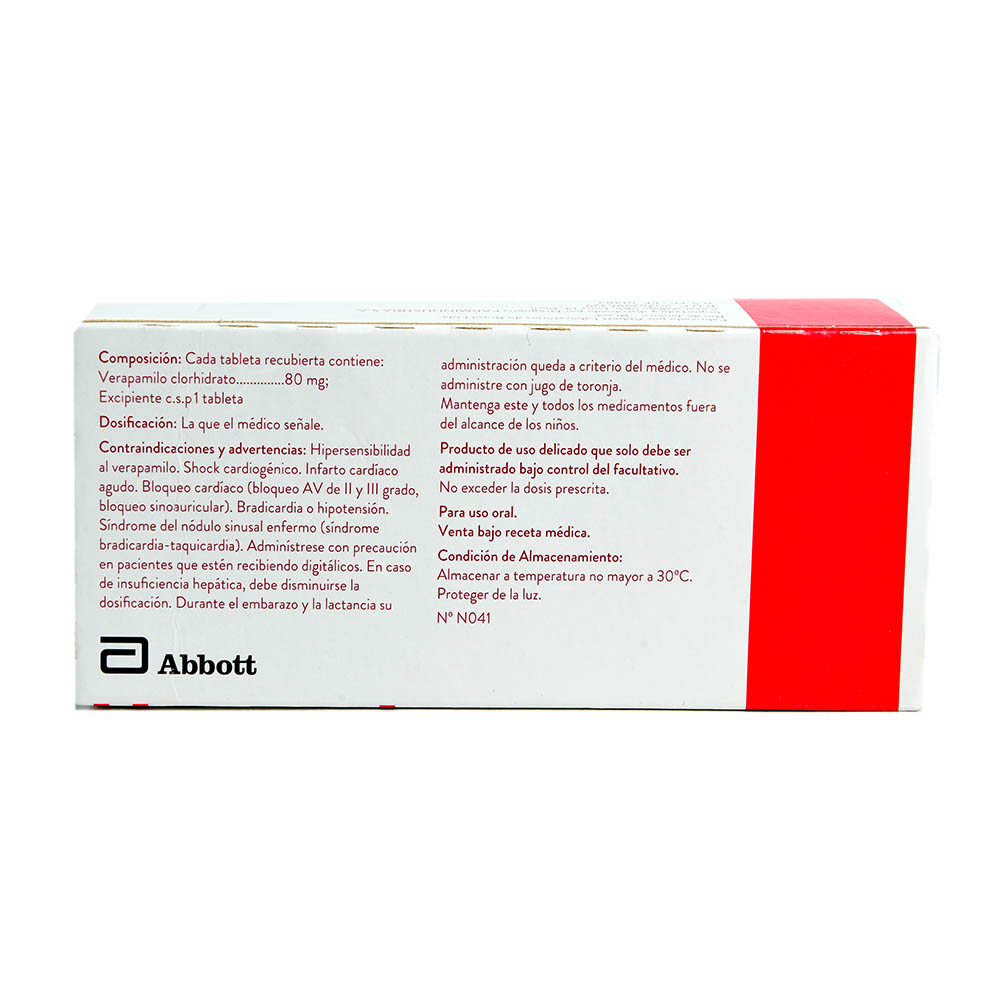 Composición: Cada tableta recubierta contiene:
Verapamilo clorhidrato..............80 mg;
Excipiente c.s.p1 tableta
Dosificación: La que el médico señale.
Contraindicaciones y advertencias: Hipersensibilidad
al verapamilo. Shock cardiogénico. Infarto cardíaco
agudo. Bloqueo cardíaco (bloqueo AV de II y III grado,
bloqueo sinoauricular). Bradicardia o hipotensión.
Síndrome del nódulo sinusal enfermo (síndrome
bradicardia-taquicardia). Adminístrese con precaución
en pacientes que estén recibiendo digitálicos. En caso
de insuficiencia hepática, debe disminuirse la
dosificación. Durante el embarazo y la lactancia su
administración queda a criterio del médico. No se
administre con jugo de toronja.
Mantenga este y todos los medicamentos fuera
del alcance de los niños.
Producto de uso delicado que solo debe ser
administrado bajo control del facultativo.
No exceder la dosis prescrita.
Para uso oral.
Venta bajo receta médica.
Condición de Almacenamiento:
Almacenar a temperatura no mayor a 30ºC.
Proteger de la luz.
Nº N041
Abbott